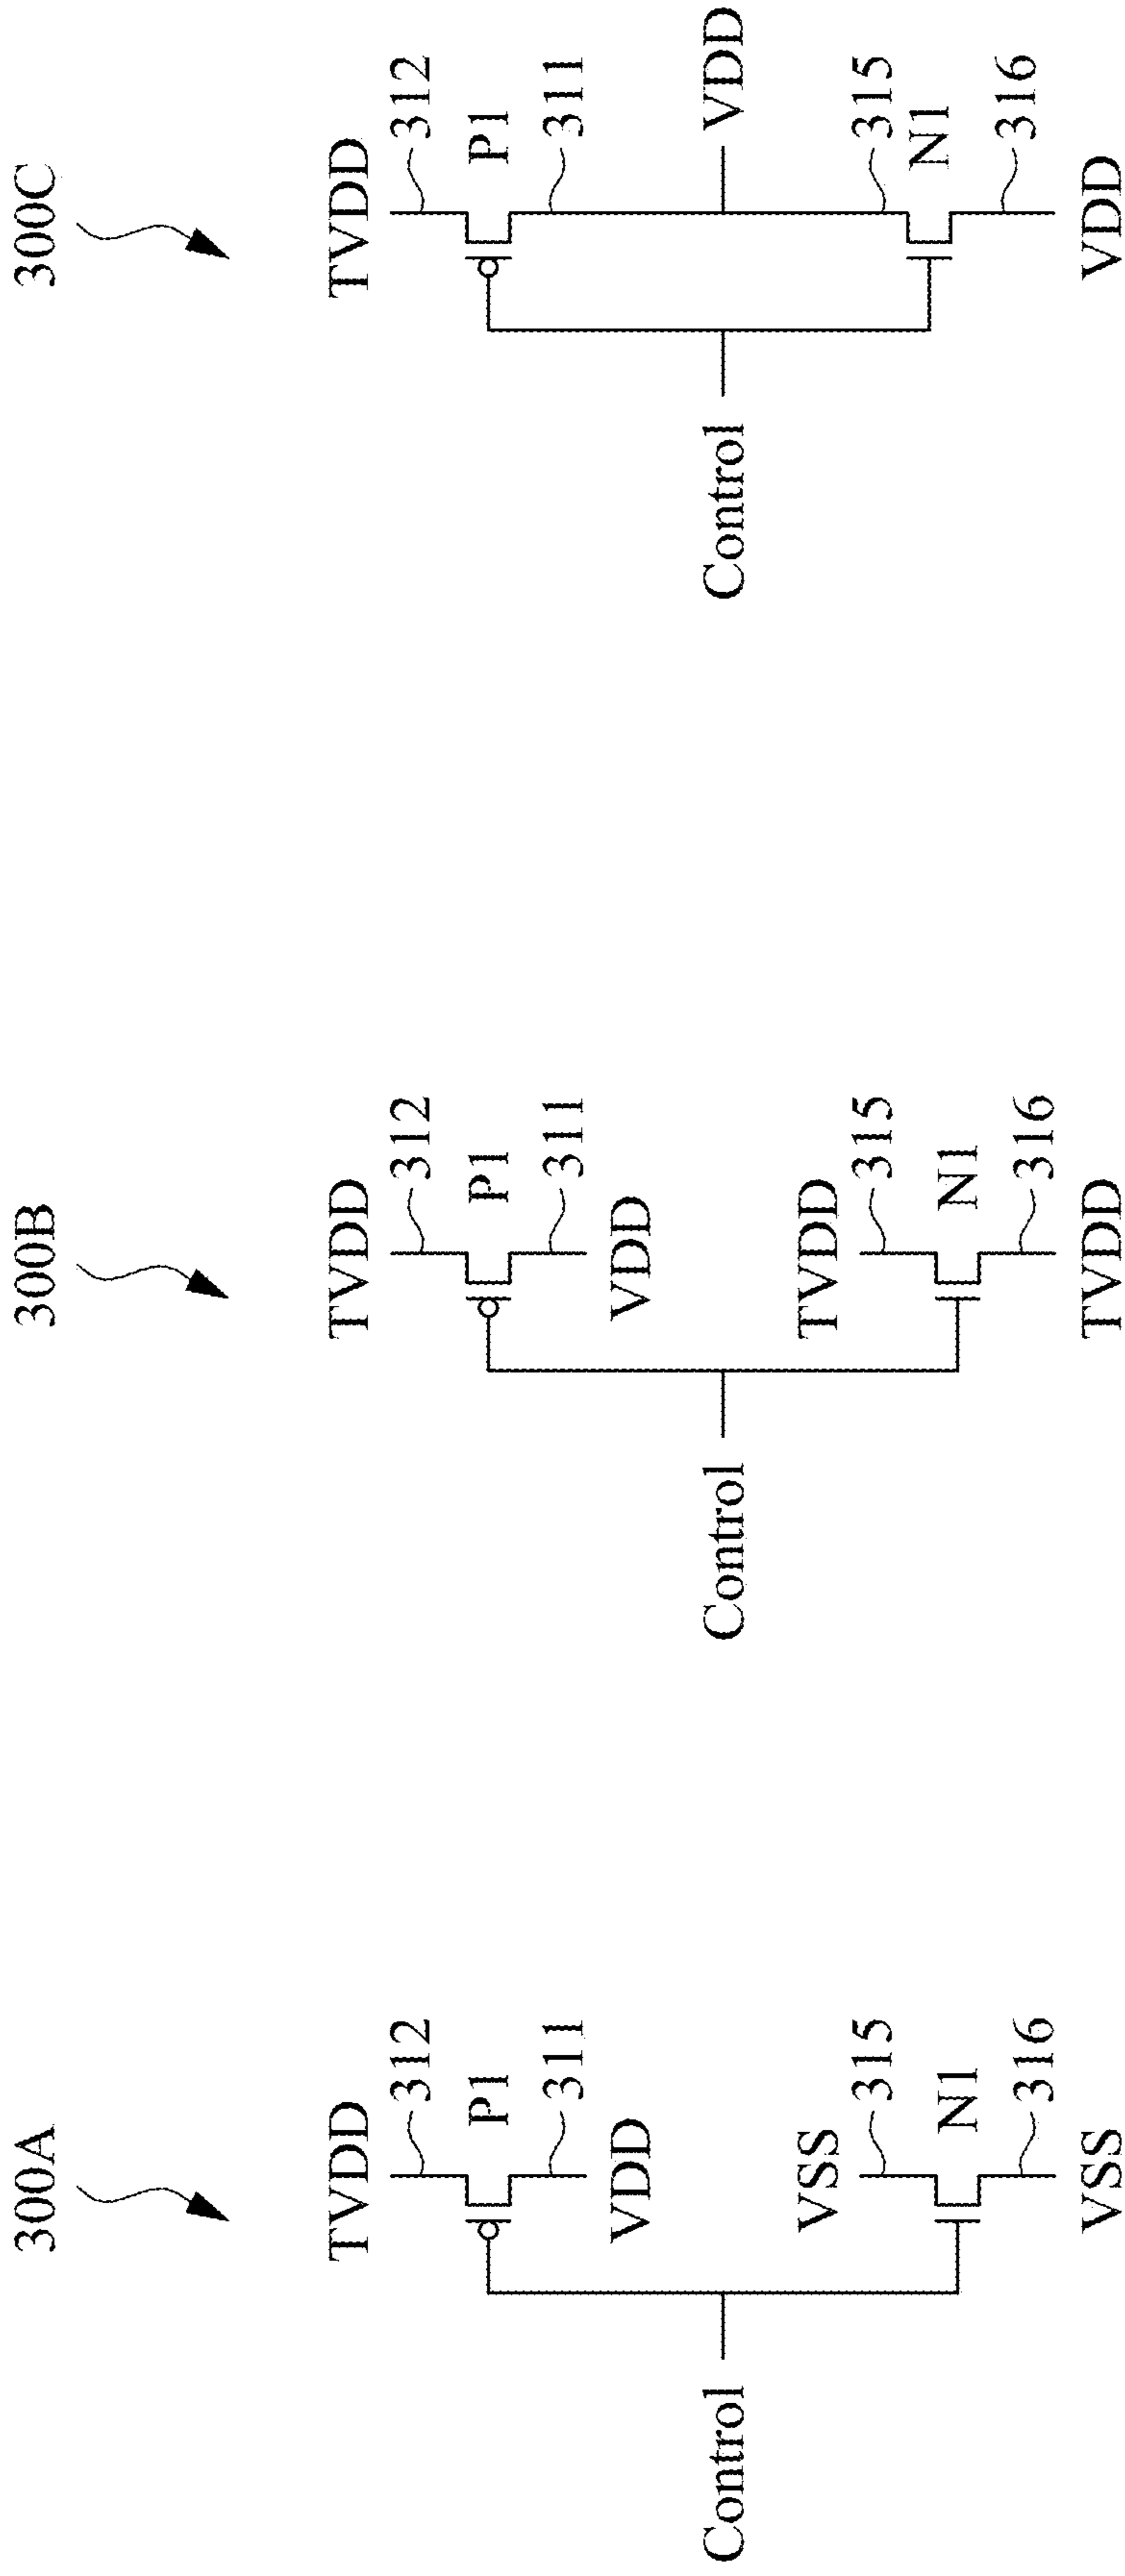 300A
TVDD
312
P1
311
VDD
Control
VSS
315
N1
316
VSS
300B
TVDD
312
P1
311
VDD
Control
TVDD
315
N1
316
TVDD
300C
TVDD
312
P1
311
Control
VDD
315
N1
316
VDD